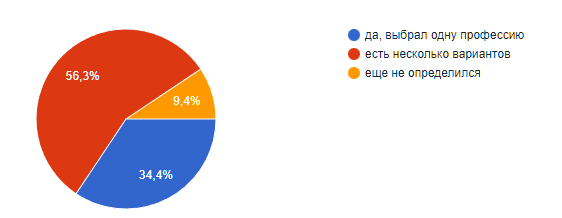 да, выбрал одну профессию
есть несколько вариантов
еще не определился
56,3%
9,4%
34,4%